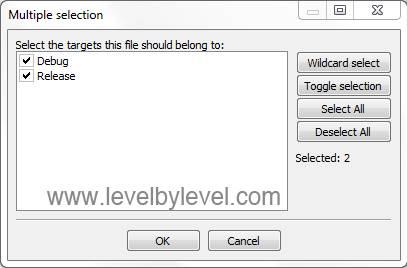 Multiple selection
Select the targets this file should belong to:
Debug
Release
Wildcard select
Toggle selection
Select All
Deselect All
Selected: 2
www.levelbylevel.com
OK
Cancel